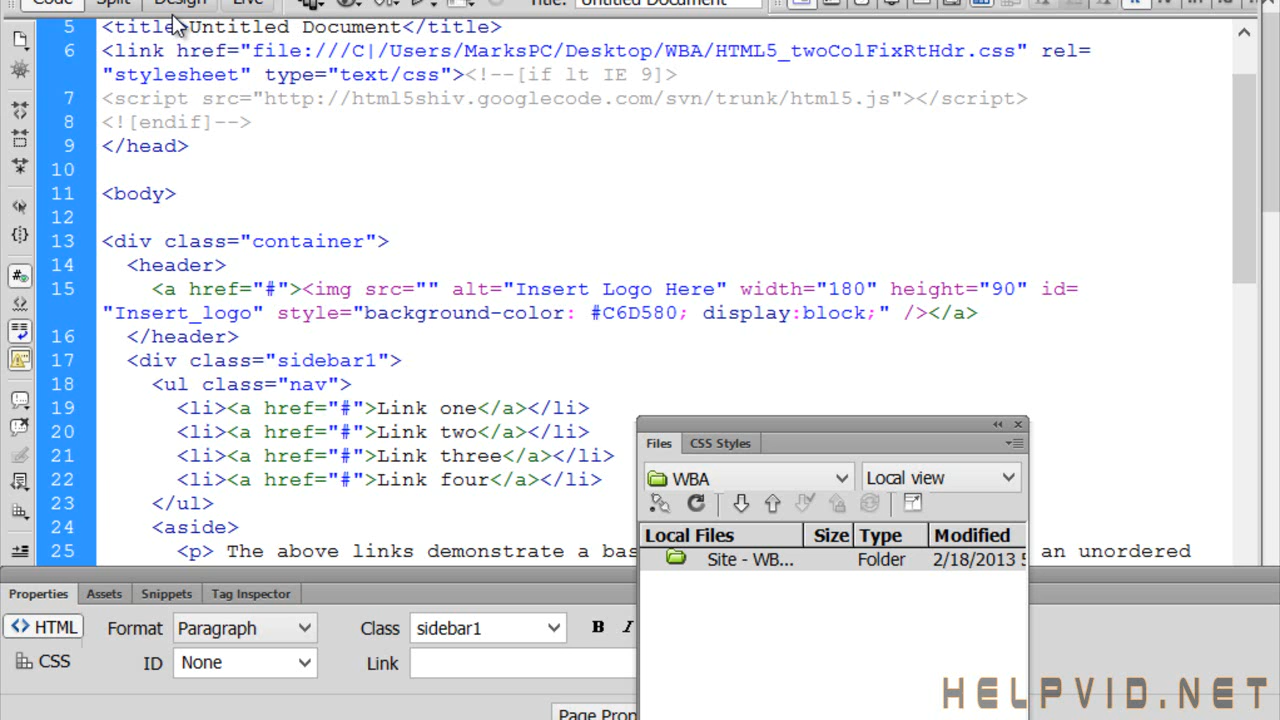 Code Split Design Live Title: Untitled Document
5 <title>Untitled Document</title>
6 <link href="file:///C|/Users/MarksPC/Desktop/WBA/HTML5_twoColFixRtHdr.css" rel=
"stylesheet" type="text/css"><!--[if lt IE 9]>
7 <script src="http://html5shiv.googlecode.com/svn/trunk/html5.js"></script>
8 <![endif]-->
9 </head>
10
11 <body>
12
13 <div class="container">
14 <header>
15 <a href="#"><img src="" alt="Insert Logo Here" width="180" height="90" id=
"Insert_logo" style="background-color: #C6D580; display:block;" /></a>
16 </header>
17 <div class="sidebar1">
18 <ul class="nav">
19 <li><a href="#">Link one</a></li>
20 <li><a href="#">Link two</a></li>
21 <li><a href="#">Link three</a></li>
22 <li><a href="#">Link four</a></li>
23 </ul>
24 <aside>
25 <p> The above links demonstrate a bas an unordered
Files CSS Styles
WBA Local view
Local Files Size Type Modified
Site - WB... Folder 2/18/2013 5
Properties Assets Snippets Tag Inspector
<> HTML Format Paragraph Class sidebar1 B I
CSS ID None Link
Page Prop
HELPVID.NET